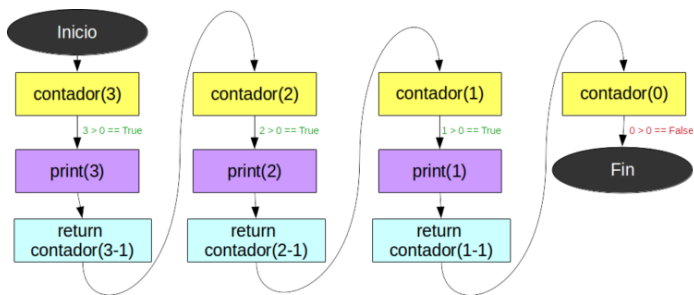 Inicio
contador(3)
3 > 0 == True
print(3)
return
contador(3-1)
contador(2)
2 > 0 == True
print(2)
return
contador(2-1)
contador(1)
1 > 0 == True
print(1)
return
contador(1-1)
contador(0)
0 > 0 == False
Fin